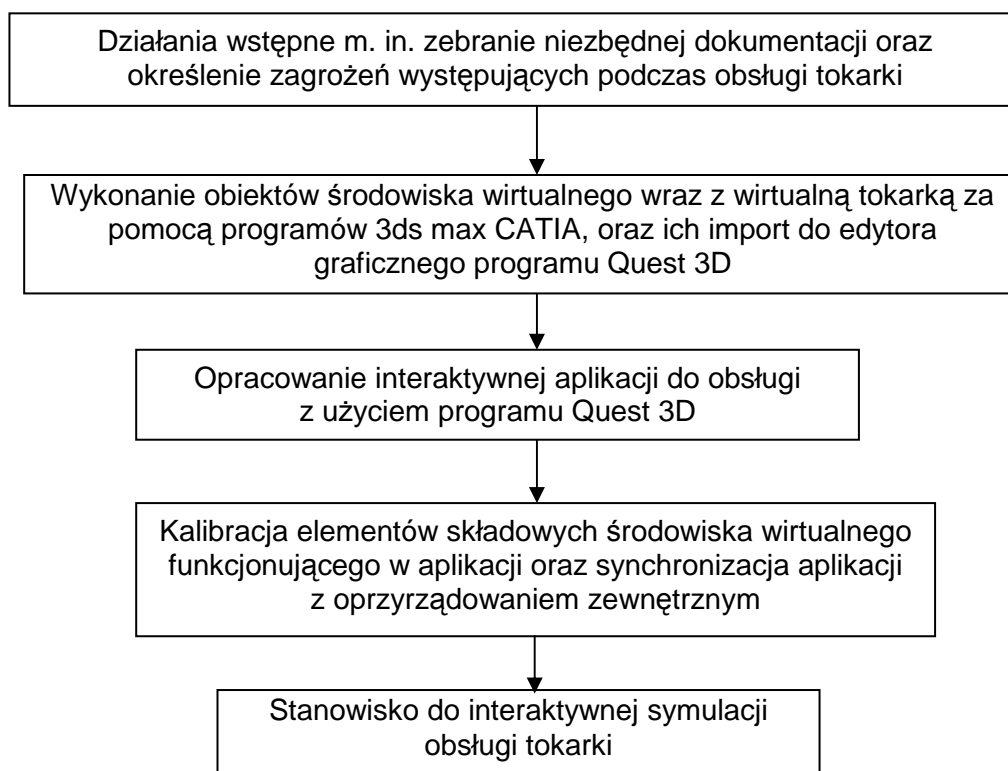 Działania wstępne m. in. zebranie niezbędnej dokumentacji oraz
określenie zagrożeń występujących podczas obsługi tokarki
Wykonanie obiektów środowiska wirtualnego wraz z wirtualną tokarką za
pomocą programów 3ds max CATIA, oraz ich import do edytora
graficznego programu Quest 3D
Opracowanie interaktywnej aplikacji do obsługi
z użyciem programu Quest 3D
Kalibracja elementów składowych środowiska wirtualnego
funkcjonującego w aplikacji oraz synchronizacja aplikacji
z oprzyrządowaniem zewnętrznym
Stanowisko do interaktywnej symulacji
obsługi tokarki